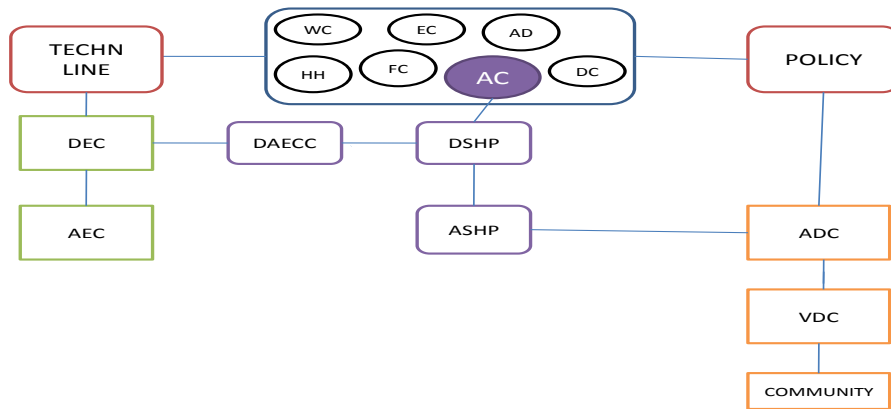 WC
EC
AD
TECHN
LINE
HH
FC
AC
DC
POLICY
DEC
DAECC
DSHP
AEC
ASHP
ADC
VDC
COMMUNITY